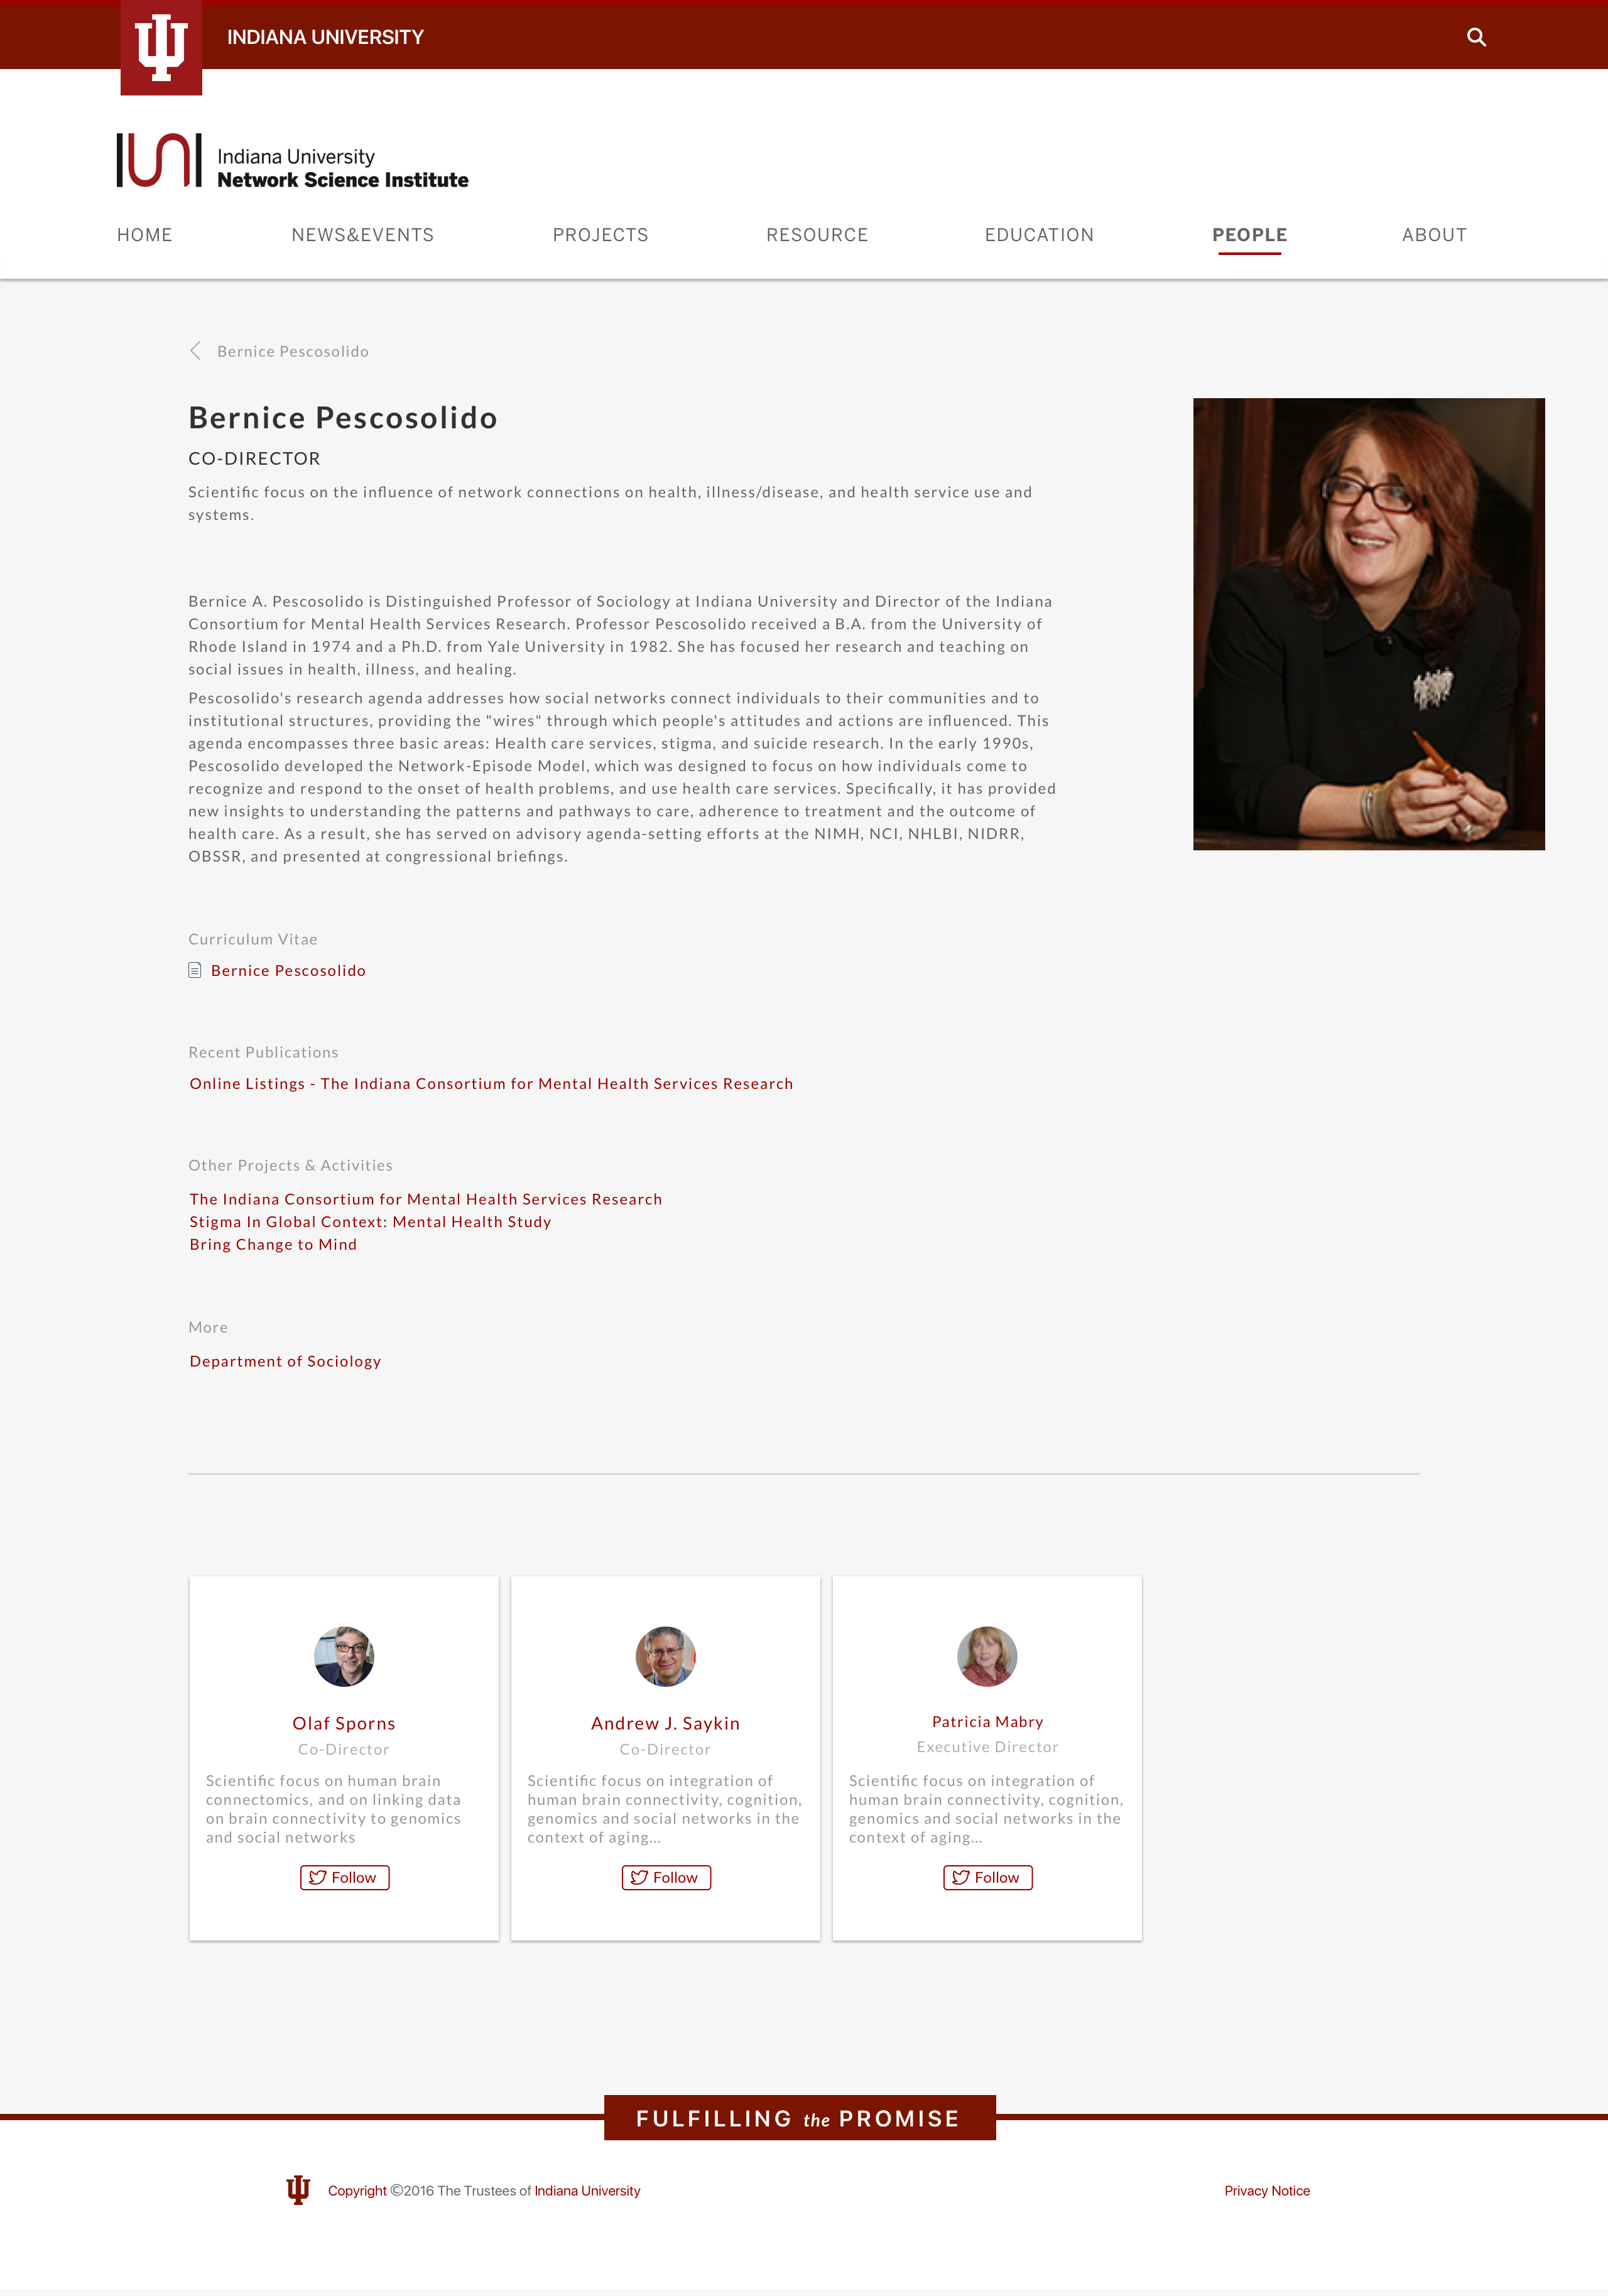 INDIANA UNIVERSITY
Indiana University
Network Science Institute
HOME
NEWS&EVENTS
PROJECTS
RESOURCE
EDUCATION
PEOPLE
ABOUT
Bernice Pescosolido
Bernice Pescosolido
CO-DIRECTOR
Scientific focus on the influence of network connections on health, illness/disease, and health service use and
systems.
Bernice A. Pescosolido is Distinguished Professor of Sociology at Indiana University and Director of the Indiana
Consortium for Mental Health Services Research. Professor Pescosolido received a B.A. from the University of
Rhode Island in 1974 and a Ph.D. from Yale University in 1982. She has focused her research and teaching on
social issues in health, illness, and healing.
Pescosolido's research agenda addresses how social networks connect individuals to their communities and to
institutional structures, providing the "wires" through which people's attitudes and actions are influenced. This
agenda encompasses three basic areas: Health care services, stigma, and suicide research. In the early 1990s,
Pescosolido developed the Network-Episode Model, which was designed to focus on how individuals come to
recognize and respond to the onset of health problems, and use health care services. Specifically, it has provided
new insights to understanding the patterns and pathways to care, adherence to treatment and the outcome of
health care. As a result, she has served on advisory agenda-setting efforts at the NIMH, NCI, NHLBI, NIDRR,
OBSSR, and presented at congressional briefings.
Curriculum Vitae
Bernice Pescosolido
Recent Publications
Online Listings - The Indiana Consortium for Mental Health Services Research
Other Projects & Activities
The Indiana Consortium for Mental Health Services Research
Stigma In Global Context: Mental Health Study
Bring Change to Mind
More
Department of Sociology
Olaf Sporns
Co-Director
Scientific focus on human brain
connectomics, and on linking data
on brain connectivity to genomics
and social networks
Follow
Andrew J. Saykin
Co-Director
Scientific focus on integration of
human brain connectivity, cognition,
genomics and social networks in the
context of aging...
Follow
Patricia Mabry
Executive Director
Scientific focus on integration of
human brain connectivity, cognition,
genomics and social networks in the
context of aging...
Follow
FULFILLING the PROMISE
Copyright ©2016 The Trustees of Indiana University
Privacy Notice